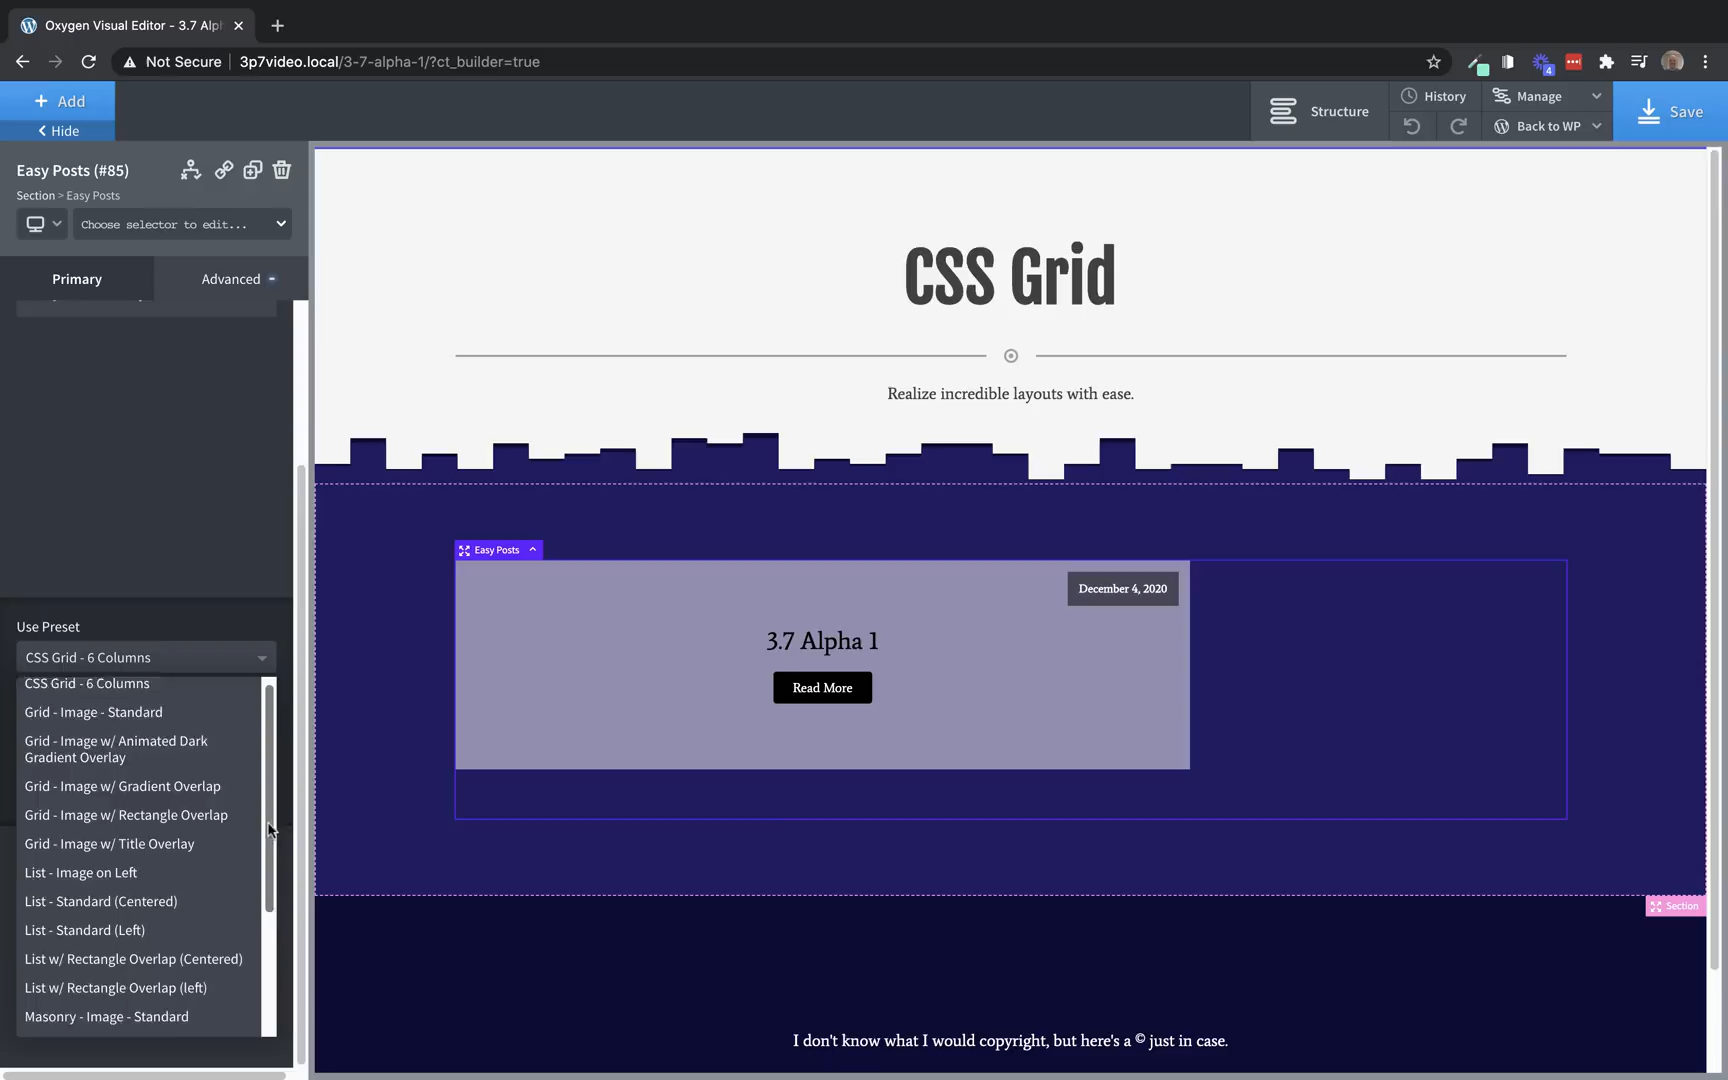 Oxygen Visual Editor - 3.7 Alp
Not Secure
3p7video.local/3-7-alpha-1/?ct_builder=true
4
+ Add
Hide
Structure
History
Manage
Back to WP
Save
Easy Posts (#85)
Section > Easy Posts
Choose selector to edit...
Primary
Advanced
Use Preset
CSS Grid - 6 Columns
CSS Grid - 6 Columns
Grid - Image - Standard
Grid - Image w/ Animated Dark
Gradient Overlay
Grid - Image w/ Gradient Overlap
Grid - Image w/ Rectangle Overlap
Grid - Image w/ Title Overlay
List - Image on Left
List - Standard (Centered)
List - Standard (Left)
List w/ Rectangle Overlap (Centered)
List w/ Rectangle Overlap (left)
Masonry - Image - Standard
CSS Grid
Realize incredible layouts with ease.
Easy Posts
December 4, 2020
3.7 Alpha 1
Read More
Section
I don't know what I would copyright, but here's a © just in case.